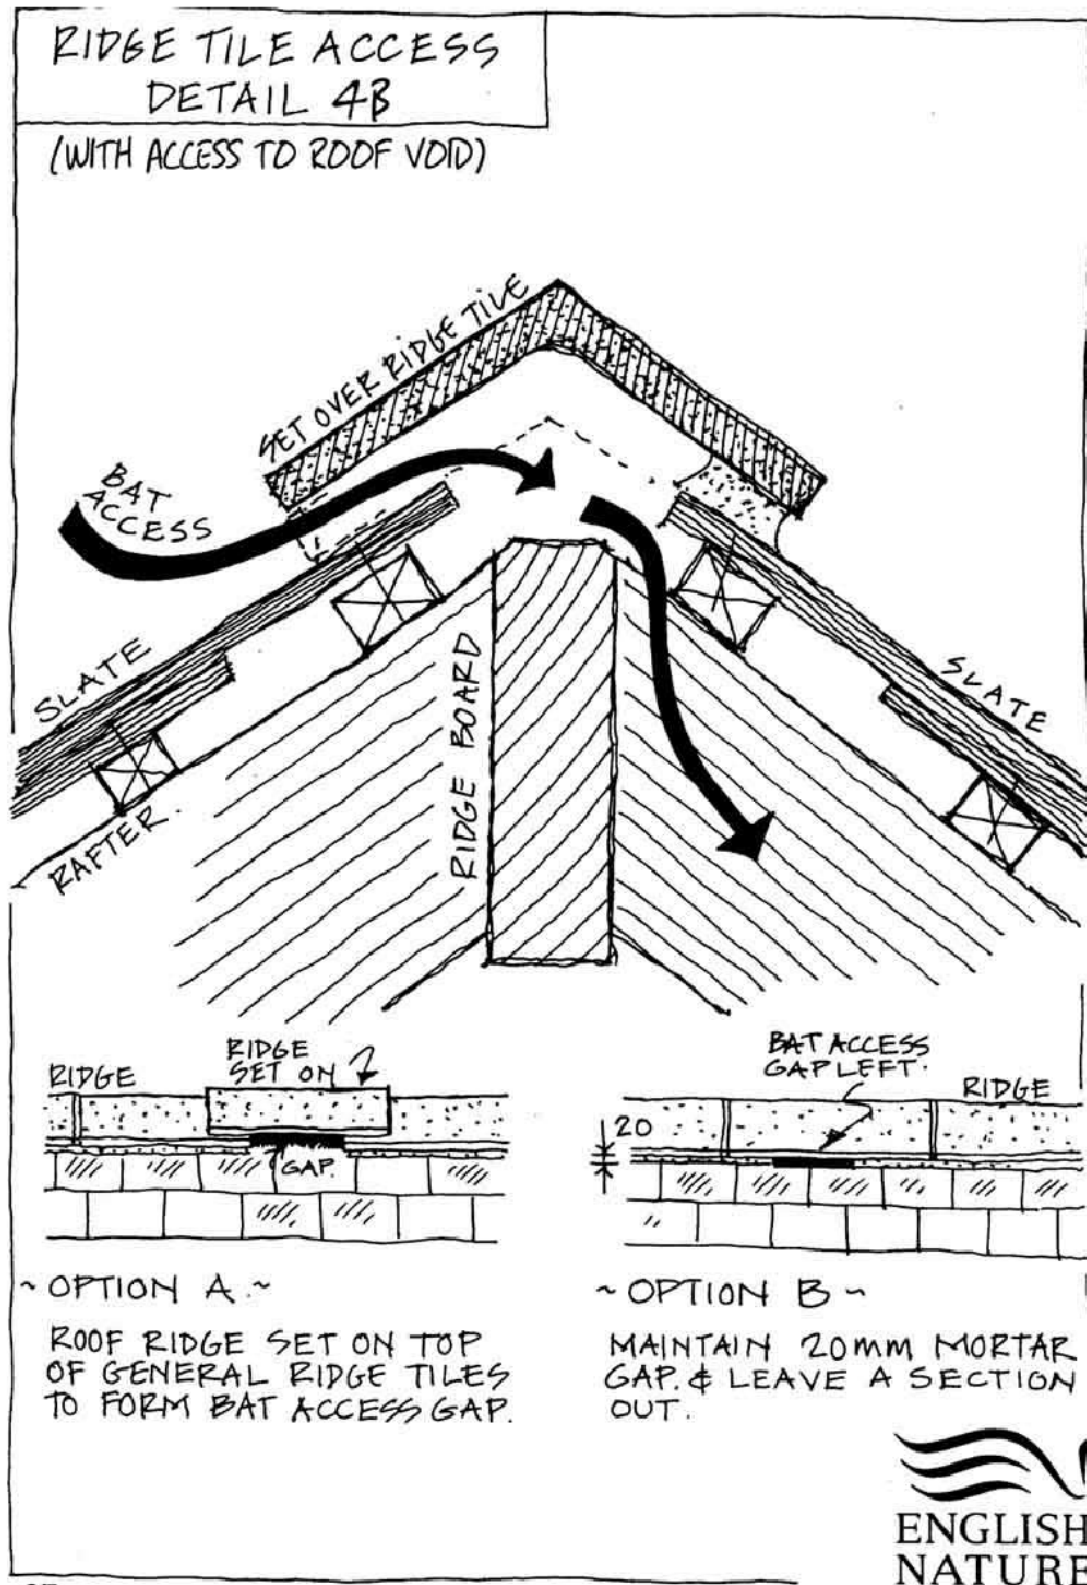 RIDGE TILE ACCESS
DETAIL 4B
(WITH ACCESS TO ROOF VOID)
SET OVER RIDGE TILE
BAT
ACCESS
SLATE
RAFTER.
RIDGE BOARD
SLATE
RIDGE
RIDGE
SET ON
GAP.
BAT ACCESS
GAP LEFT.
RIDGE
20
~ OPTION A. ~
ROOF RIDGE SET ON TOP
OF GENERAL RIDGE TILES
TO FORM BAT ACCESS GAP.
~ OPTION B ~
MAINTAIN 20mm MORTAR
GAP. & LEAVE A SECTION
OUT.
ENGLISH
NATURE